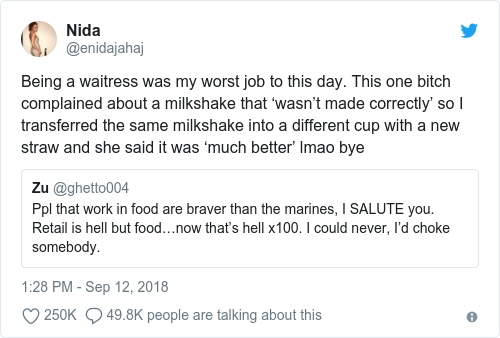 Nida
@enidajahaj
Being a waitress was my worst job to this day. This one bitch
complained about a milkshake that ‘wasn’t made correctly’ so I
transferred the same milkshake into a different cup with a new
straw and she said it was ‘much better’ lmao bye
Zu @ghetto004
Ppl that work in food are braver than the marines, I SALUTE you.
Retail is hell but food…now that’s hell x100. I could never, I’d choke
somebody.
1:28 PM - Sep 12, 2018
250K 49.8K people are talking about this